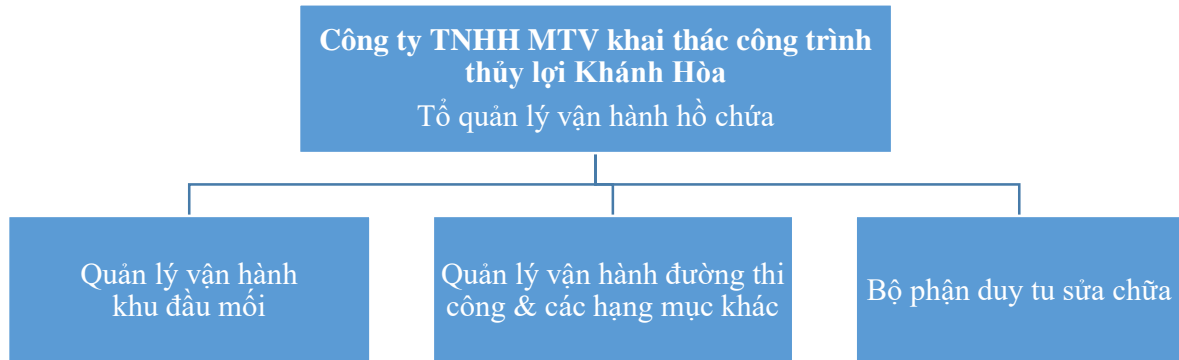 Công ty TNHH MTV khai thác công trình
thủy lợi Khánh Hòa
Tổ quản lý vận hành hồ chứa
Quản lý vận hành
khu đầu mối
Quản lý vận hành đường thi
công & các hạng mục khác
Bộ phận duy tu sửa chữa